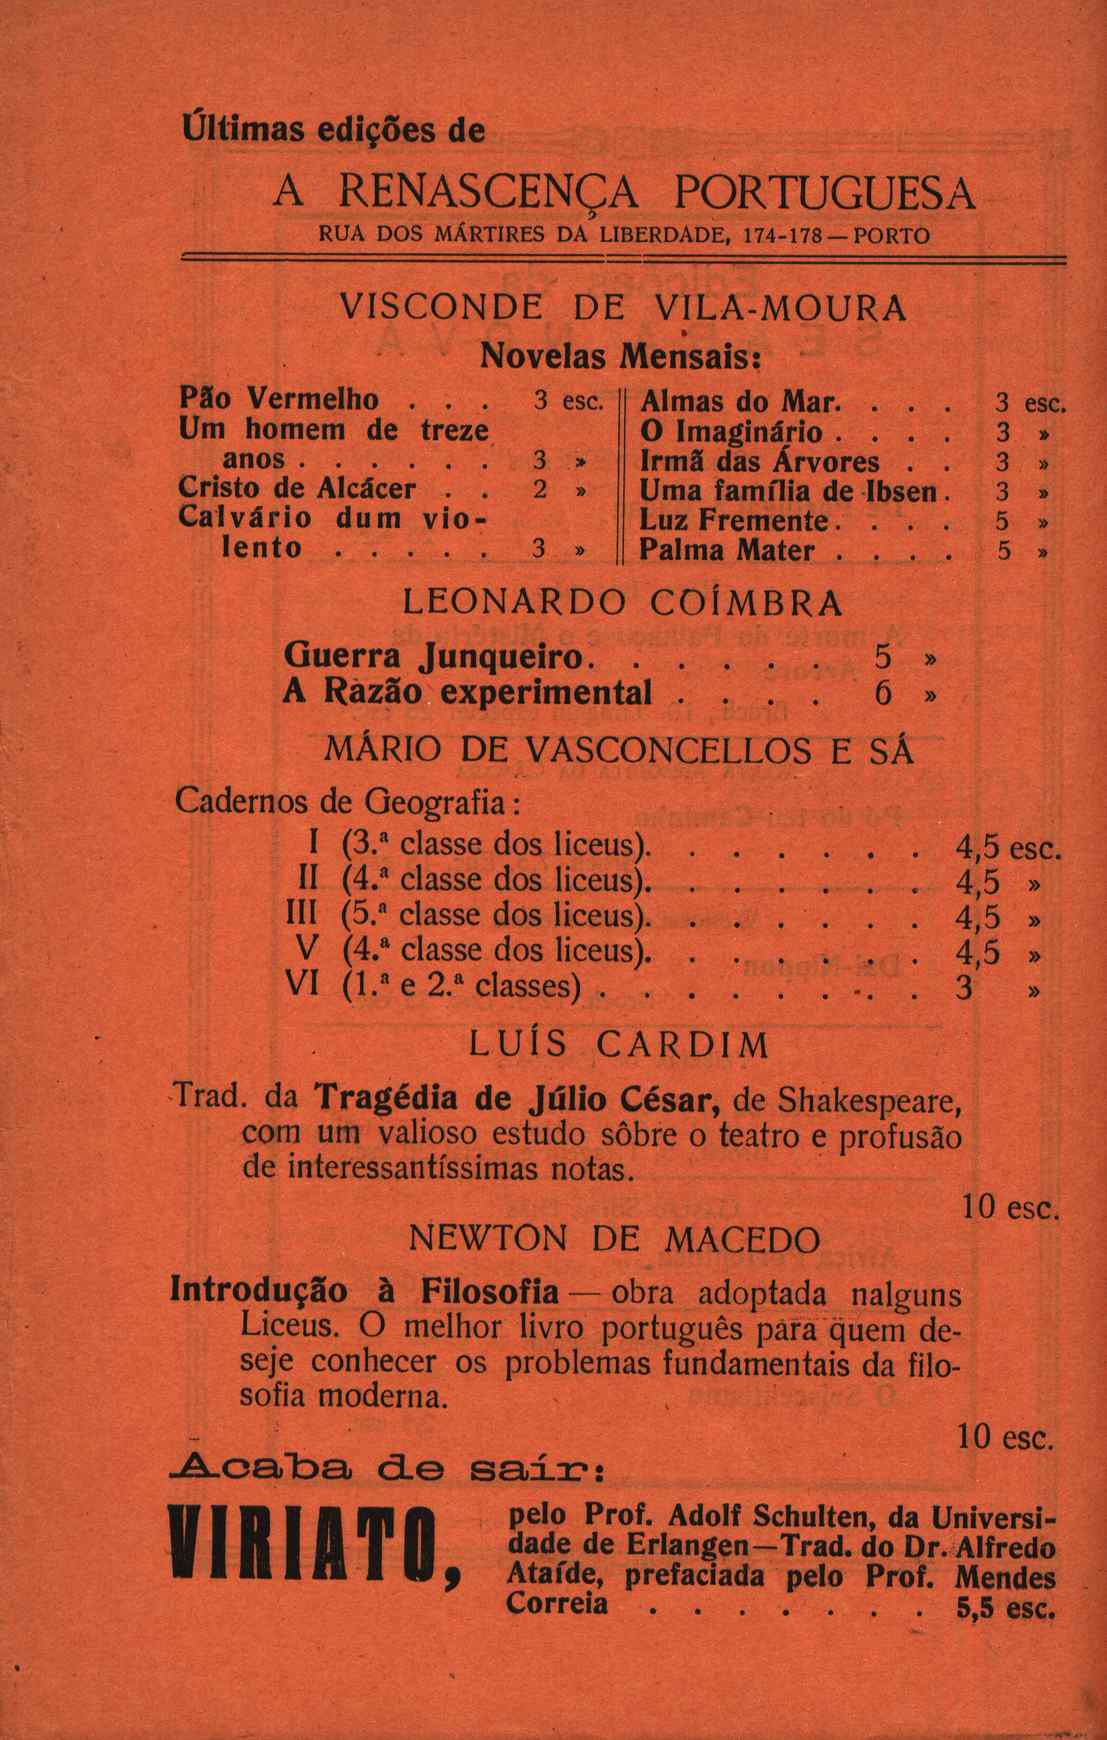 Últimas edições de
A RENASCENÇA PORTUGUESA
RUA DOS MÁRTIRES DA LIBERDADE, 174-178 — PORTO
VISCONDE DE VILA-MOURA
Novelas Mensais:
Pão Vermelho . . . 3 esc.
Um homem de treze
anos . . . . . . 3 »
Cristo de Alcácer . . 2 »
Calvário dum vio-
lento . . . . . 3 »
Almas do Mar. . . . 3 esc.
O Imaginário . . . . 3 »
Irmã das Árvores . . 3 »
Uma família de Ibsen . 3 »
Luz Fremente . . . . 5 »
Palma Mater . . . . 5 »
LEONARDO COÍMBRA
Guerra Junqueiro. . . . . . 5 »
A Razão experimental . . . . 6 »
MÁRIO DE VASCONCELLOS E SÁ
Cadernos de Geografia :
I (3.ª classe dos liceus). . . . . . . 4,5 esc.
II (4.ª classe dos liceus). . . . . . . 4,5 »
III (5.ª classe dos liceus). . . . . . . 4,5 »
V (4.ª classe dos liceus). . . . . . . 4,5 »
VI (1.ª e 2.ª classes) . . . . . . . . 3 »
LUÍS CARDIM
Trad. da Tragédia de Júlio César, de Shakespeare,
com um valioso estudo sôbre o teatro e profusão
de interessantíssimas notas.
10 esc.
NEWTON DE MACEDO
Introdução à Filosofia — obra adoptada nalguns
Liceus. O melhor livro português para quem de-
seje conhecer os problemas fundamentais da filo-
sofia moderna.
10 esc.
Acaba de saír:
VIRIATO,
pelo Prof. Adolf Schulten, da Universi-
dade de Erlangen—Trad. do Dr. Alfredo
Ataíde, prefaciada pelo Prof. Mendes
Correia . . . . . . . 5,5 esc.